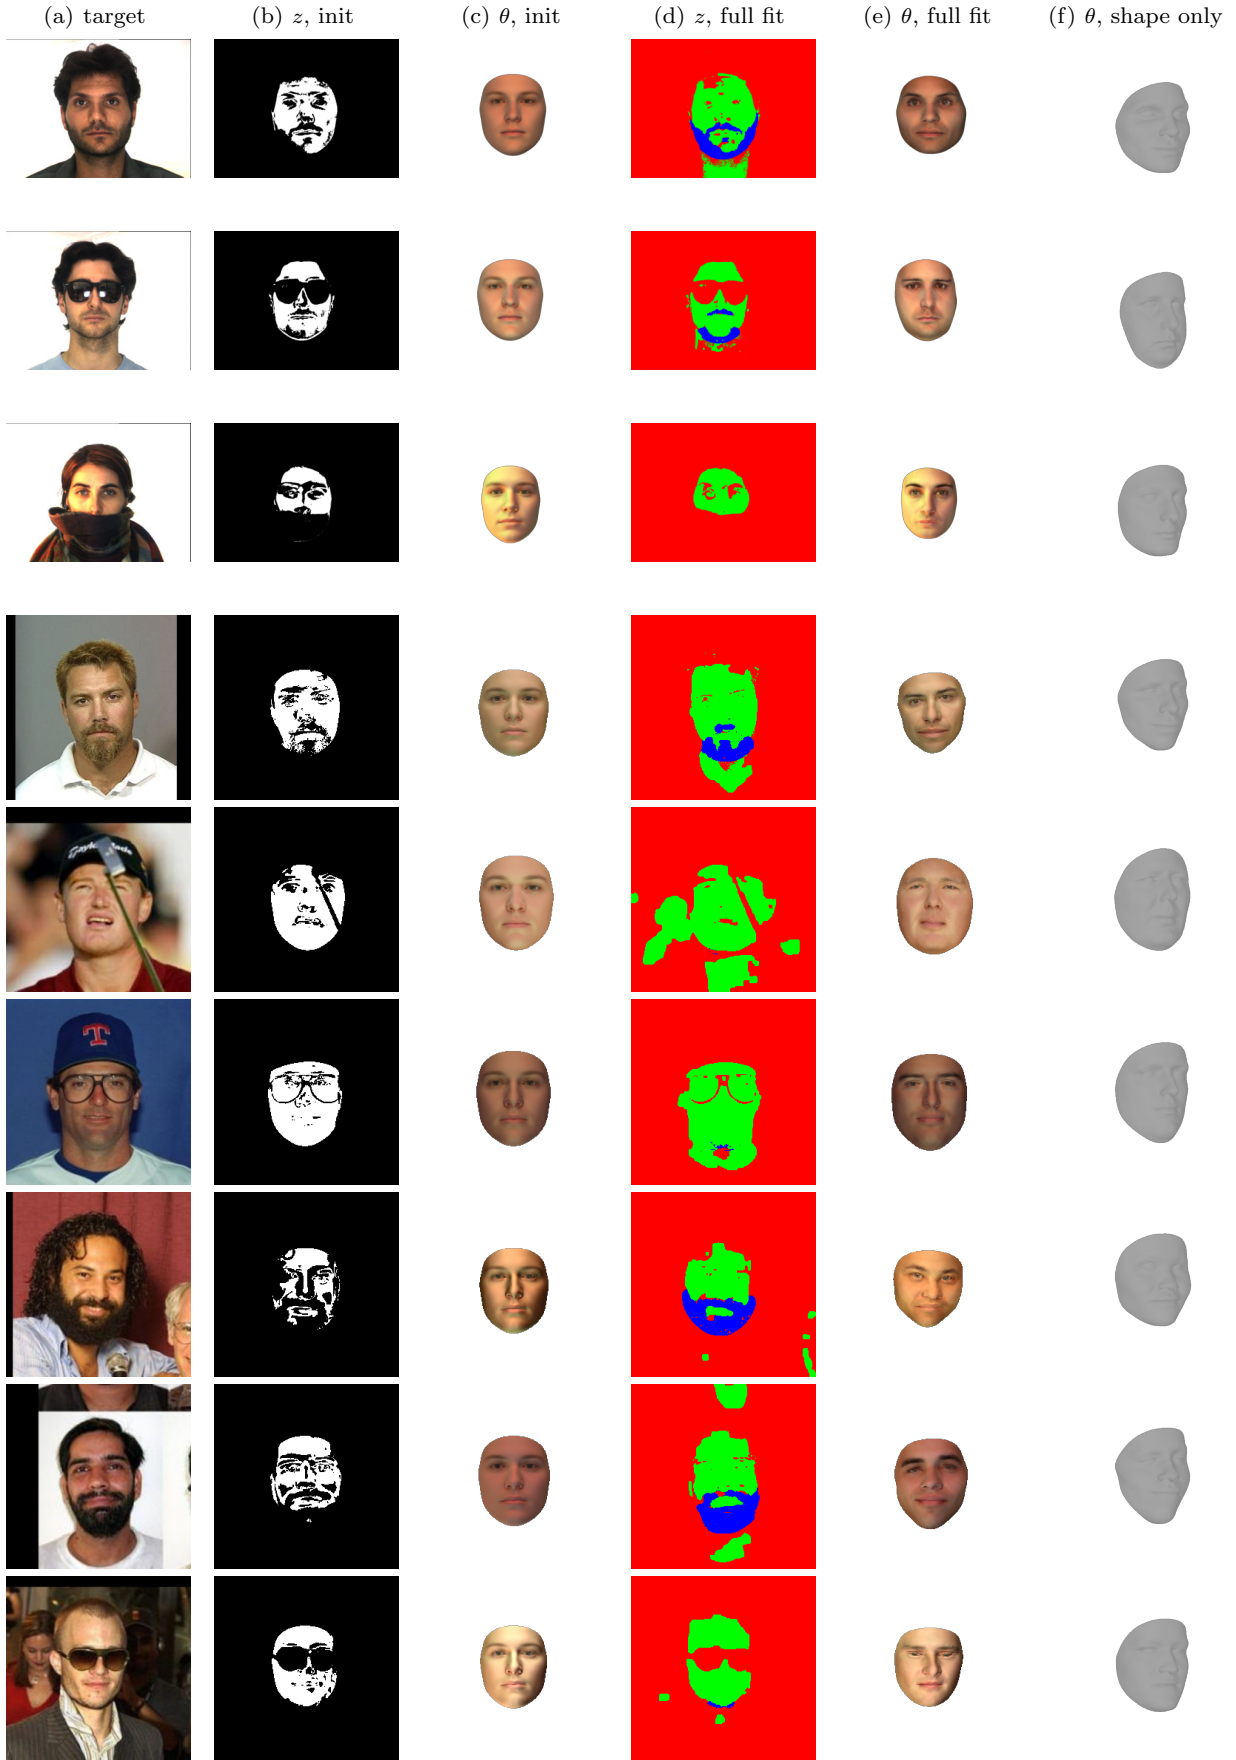 (a) target (b) z, init (c) θ, init (d) z, full fit (e) θ, full fit (f) θ, shape only
T